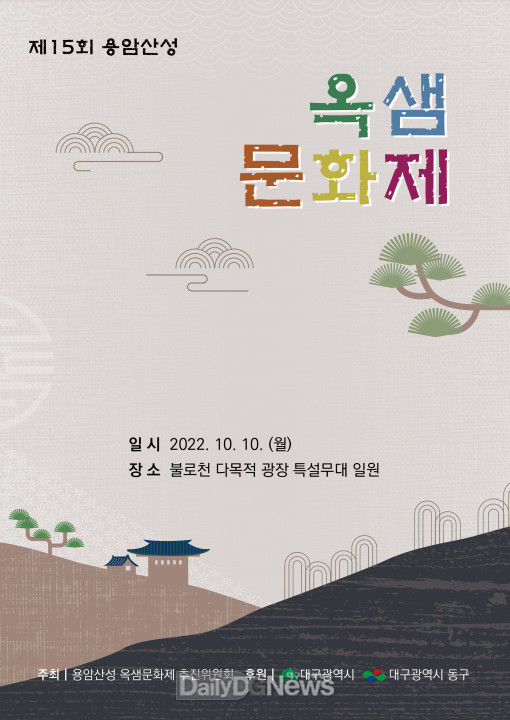 제15회 용암산성
옥샘
문화제
일 시 2022. 10. 10. (월)
장 소 불로천 다목적 광장 특설무대 일원
주최 | 용암산성 옥샘문화제 추진위원회 후원 | 대구광역시 대구광역시 동구
DailyDGNews